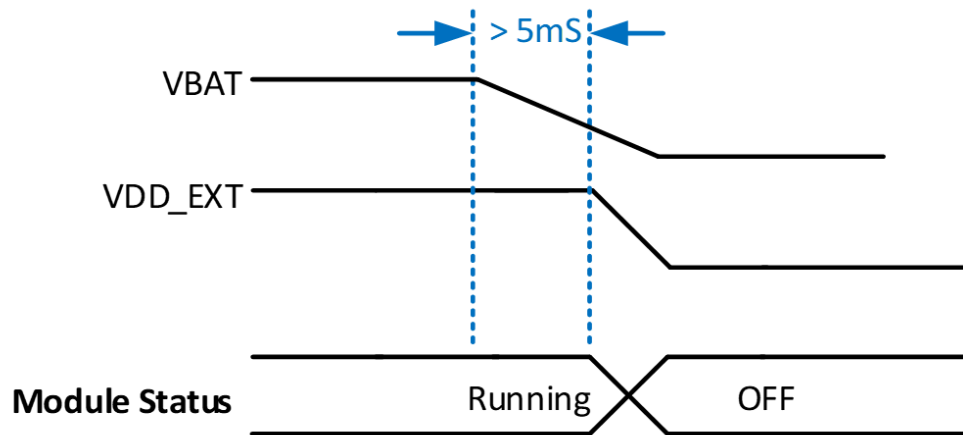 > 5mS
VBAT
VDD_EXT
Module Status
Running
OFF